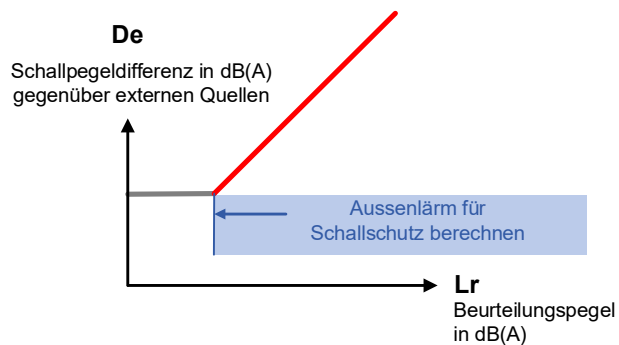 De
Schallpegeldifferenz in dB(A)
gegenüber externen Quellen
Aussenlärm für
Schallschutz berechnen
Lr
Beurteilungspegel
in dB(A)